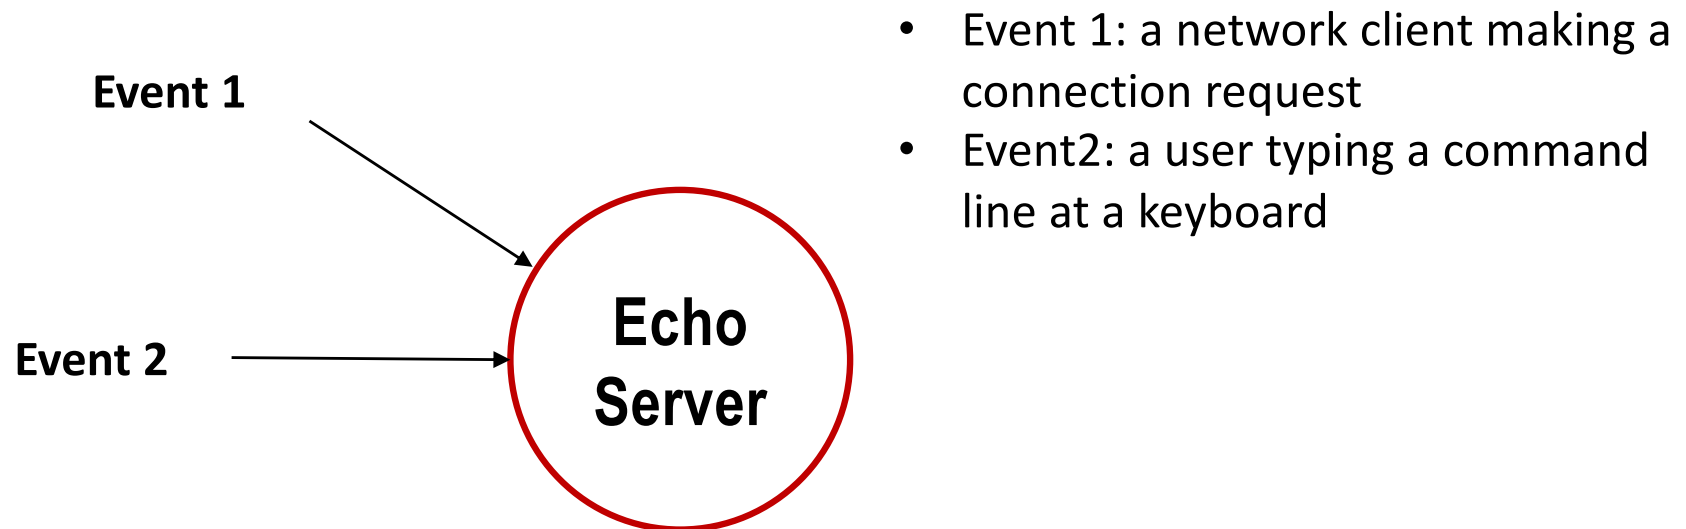 Event 1
Event 2
Echo
Server
• Event 1: a network client making a
connection request
• Event2: a user typing a command
line at a keyboard